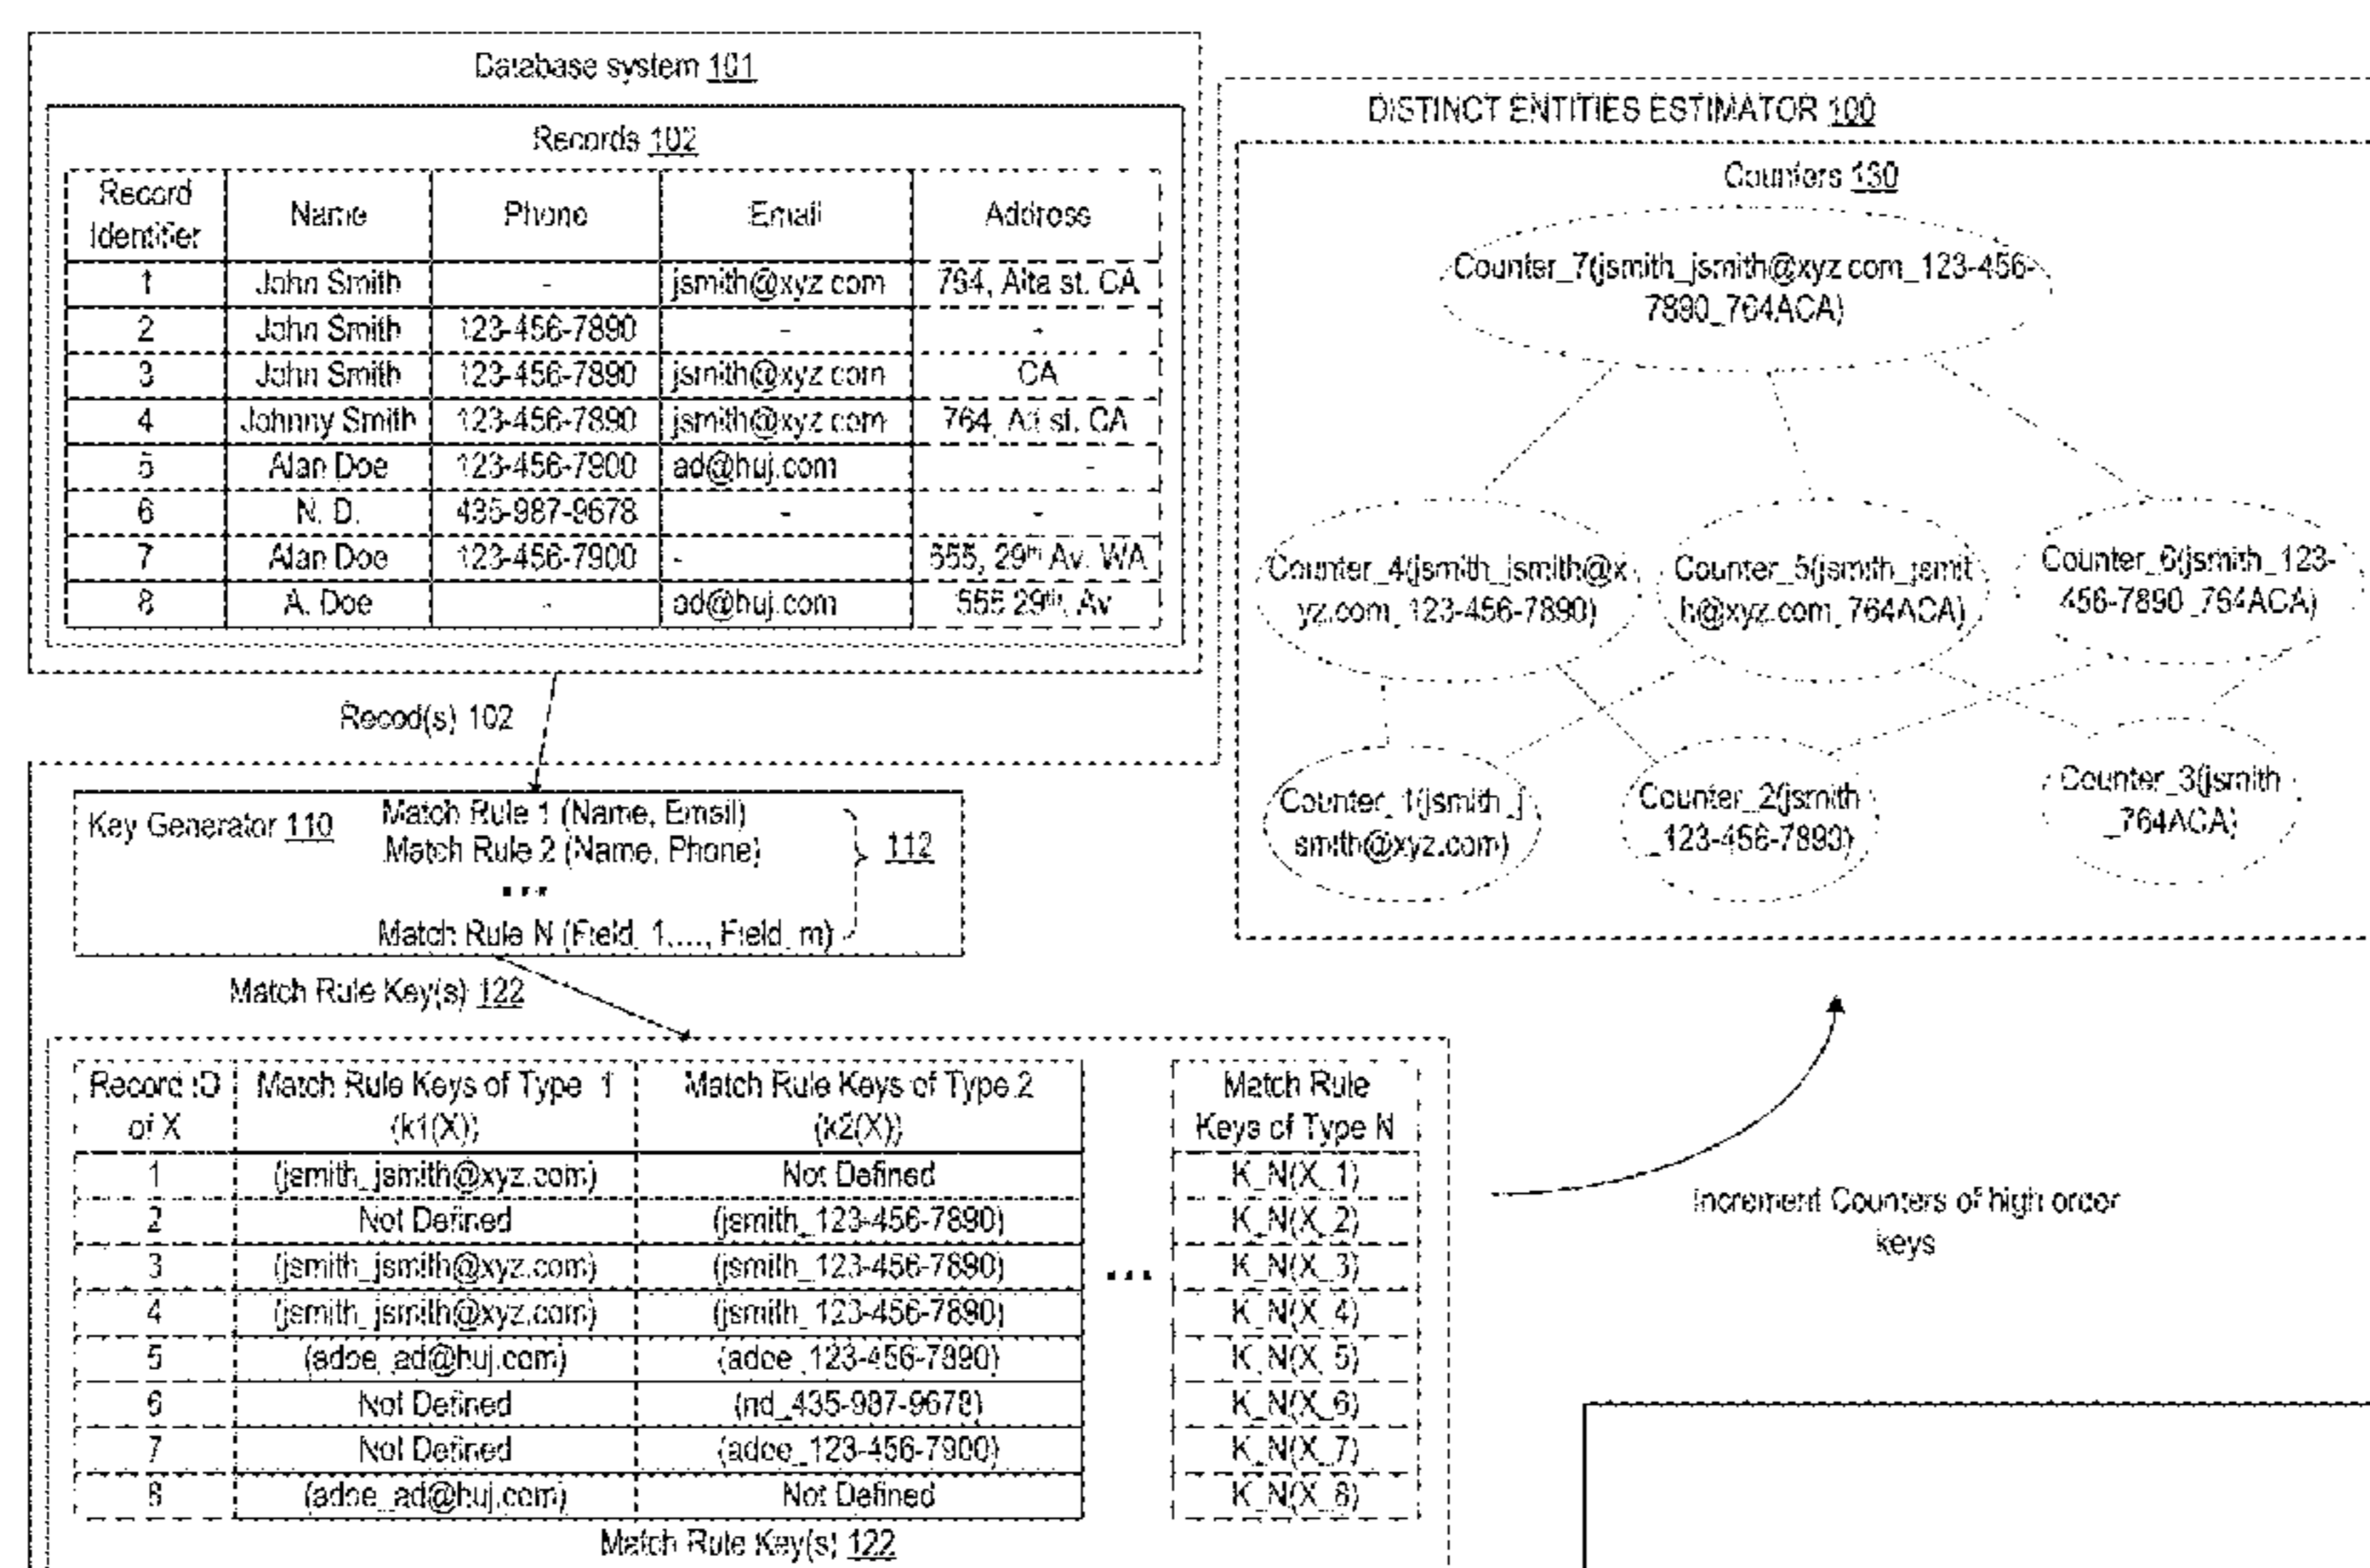 Database system 101
Records 102
Record Identifier Name Phone Email Address
1 John Smith - jsmith@xyz.com 764, Alta st. CA
2 John Smith 123-456-7890 - -
3 John Smith 123-456-7890 jsmith@xyz.com CA
4 Johnny Smith 123-456-7890 jsmith@xyz.com 764, Alt st. CA
5 Alan Doe 123-456-7900 ad@huj.com -
6 N. D. 435-987-9678 - -
7 Alan Doe 123-456-7900 - 555, 29th Av. WA
8 A. Doe - ad@huj.com 555 29th, Av
Recod(s) 102
DISTINCT ENTITIES ESTIMATOR 100
Counters 130
Counter_7(jsmith_jsmith@xyz.com_123-456-
7890_764ACA)
Counter_4(jsmith_jsmith@x
yz.com_123-456-7890)
Counter_5(jsmith_jsmit
h@xyz.com_764ACA)
Counter_6(jsmith_123-
456-7890_764ACA)
Counter_1(jsmith_j
smith@xyz.com)
Counter_2(jsmith
_123-456-7890)
Counter_3(jsmith
_764ACA)
Key Generator 110
Match Rule 1 (Name, Email)
Match Rule 2 (Name, Phone)
...
Match Rule N (Field_1,..., Field_m)
112
Match Rule Key(s) 122
Record ID of X Match Rule Keys of Type 1 (k1(X)) Match Rule Keys of Type 2 (k2(X)) Match Rule Keys of Type N
1 (jsmith_jsmith@xyz.com) Not Defined K_N(X_1)
2 Not Defined (jsmith_123-456-7890) K_N(X_2)
3 (jsmith_jsmith@xyz.com) (jsmith_123-456-7890) ... K_N(X_3)
4 (jsmith_jsmith@xyz.com) (jsmith_123-456-7890) K_N(X_4)
5 (adoe_ad@huj.com) (adoe_123-456-7890) K_N(X_5)
6 Not Defined (nd_435-987-9678) K_N(X_6)
7 Not Defined (adoe_123-456-7900) K_N(X_7)
8 (adoe_ad@huj.com) Not Defined K_N(X_8)
Match Rule Key(s) 122
Increment Counters of high order
keys